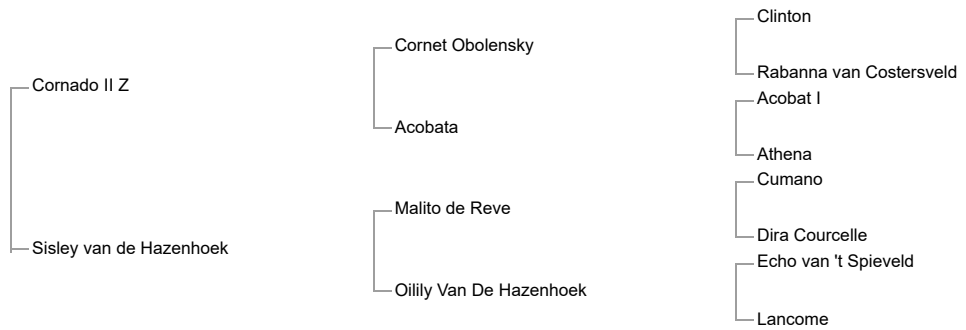 Clinton
Cornet Obolensky
Rabanna van Costersveld
Cornado II Z
Acobat I
Acobata
Athena
Cumano
Malito de Reve
Dira Courcelle
Sisley van de Hazenhoek
Echo van 't Spieveld
Oilily Van De Hazenhoek
Lancome